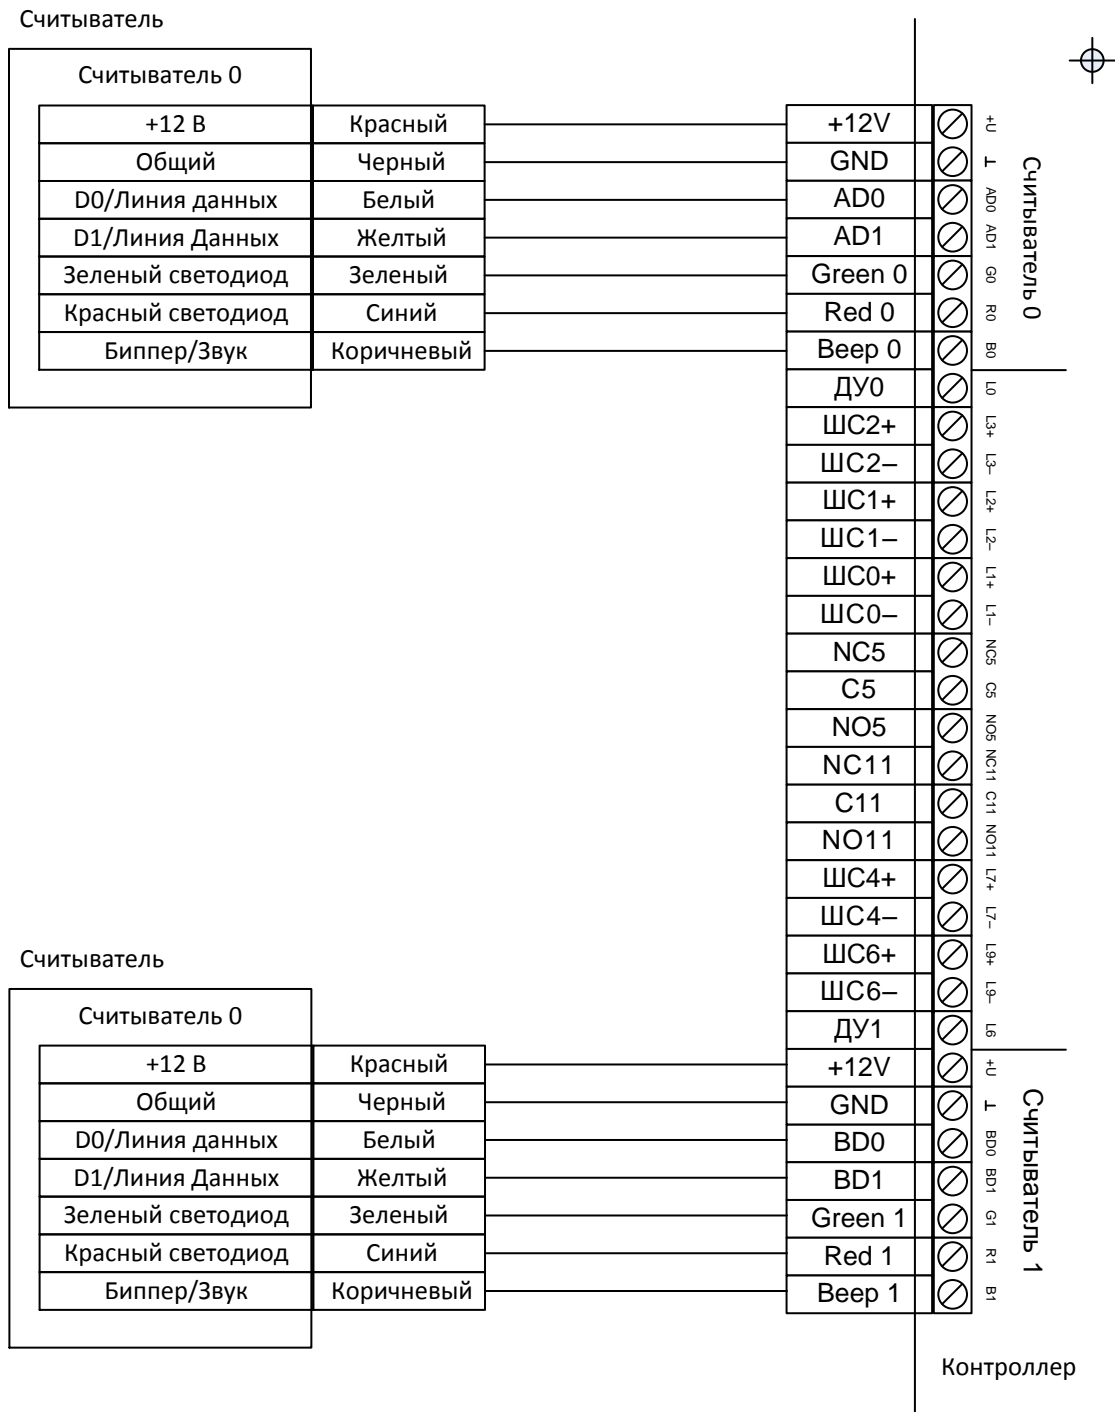 Считыватель
Считыватель 0
+12 В Красный +12V +U
Общий Черный GND ⊥
D0/Линия данных Белый AD0 AD0
D1/Линия Данных Желтый AD1 AD1
Зеленый светодиод Зеленый Green 0 G0
Красный светодиод Синий Red 0 R0
Биппер/Звук Коричневый Beep 0 B0
Считыватель 0
ДУ0 L0
ШС2+ L3+
ШС2– L3–
ШС1+ L2+
ШС1– L2–
ШС0+ L1+
ШС0– L1–
NC5 NC5
C5 C5
NO5 NO5
NC11 NC11
C11 C11
NO11 NO11
ШС4+ L7+
ШС4– L7–
ШС6+ L9+
ШС6– L9–
ДУ1 L6
Считыватель
Считыватель 0
+12 В Красный +12V +U
Общий Черный GND ⊥
D0/Линия данных Белый BD0 BD0
D1/Линия Данных Желтый BD1 BD1
Зеленый светодиод Зеленый Green 1 G1
Красный светодиод Синий Red 1 R1
Биппер/Звук Коричневый Beep 1 B1
Считыватель 1
Контроллер